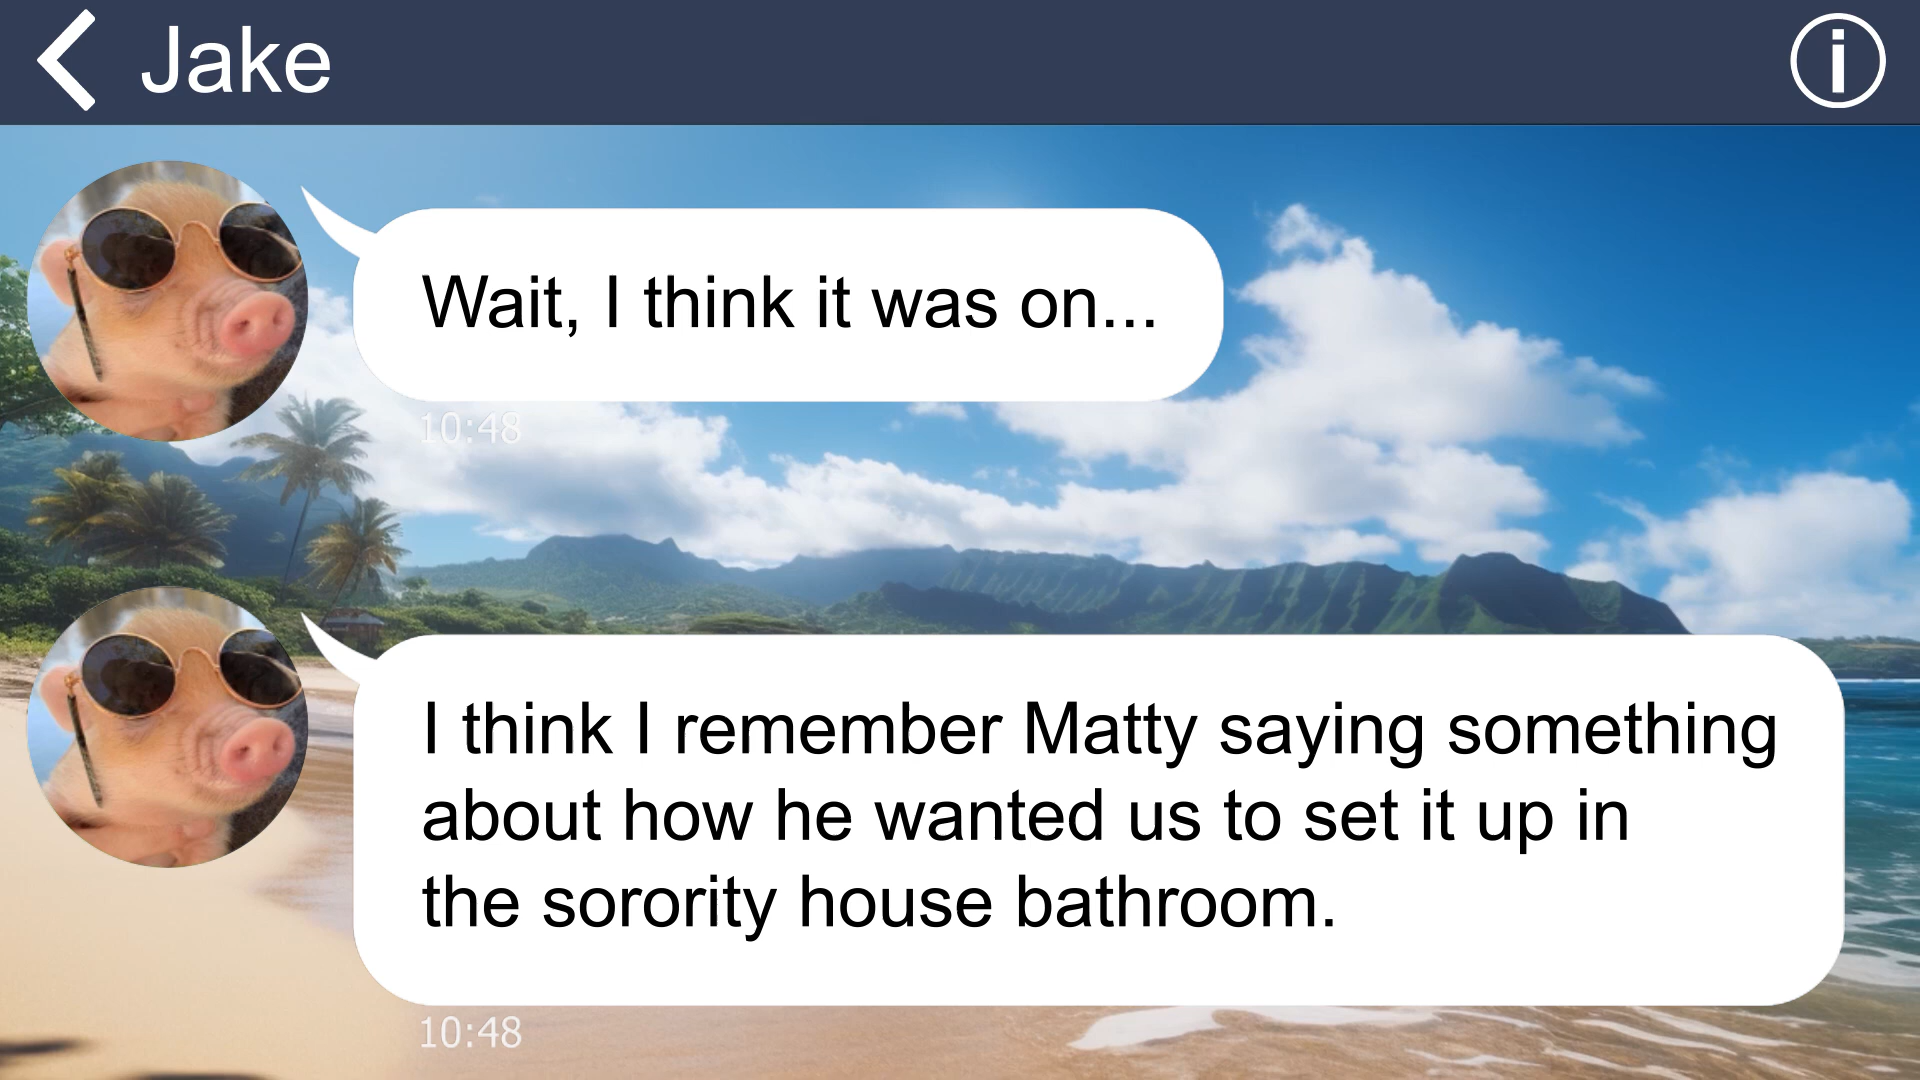 Jake
Wait, I think it was on...
10:48
I think I remember Matty saying something
about how he wanted us to set it up in
the sorority house bathroom.
10:48